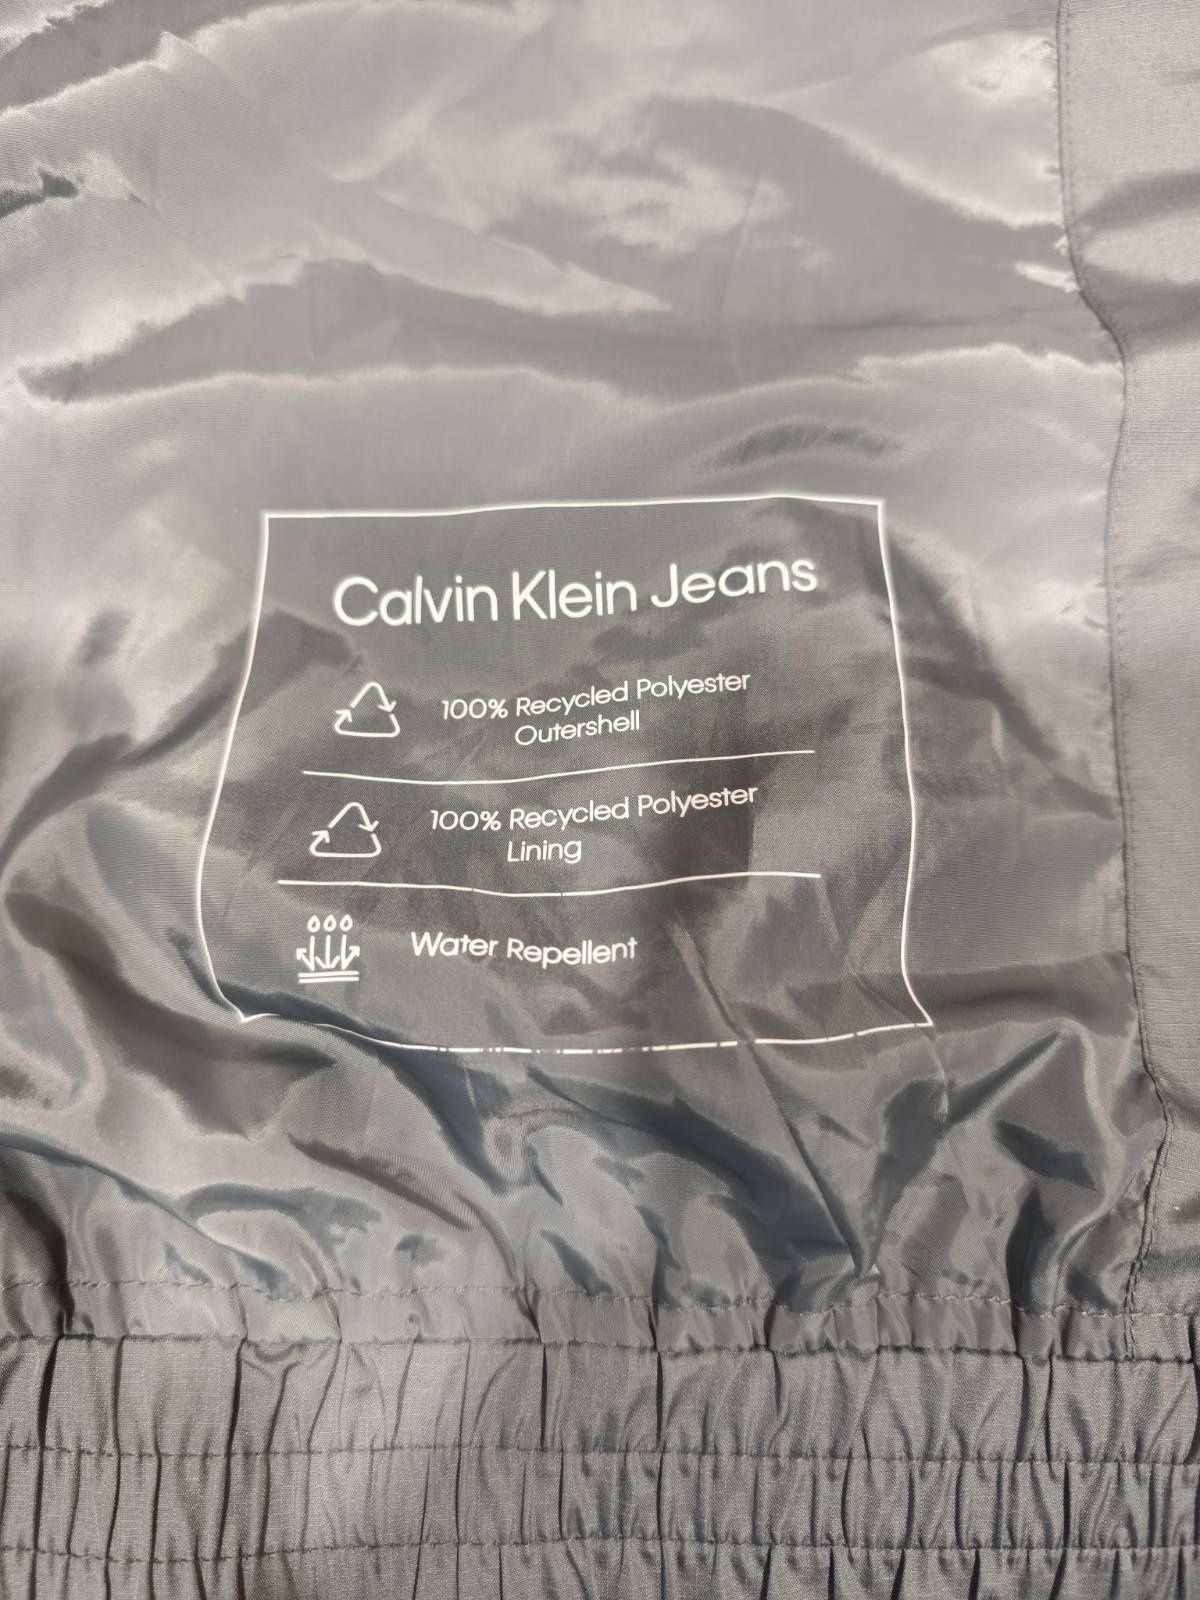 Calvin Klein Jeans
100% Recycled Polyester
Outershell
100% Recycled Polyester
Lining
Water Repellent